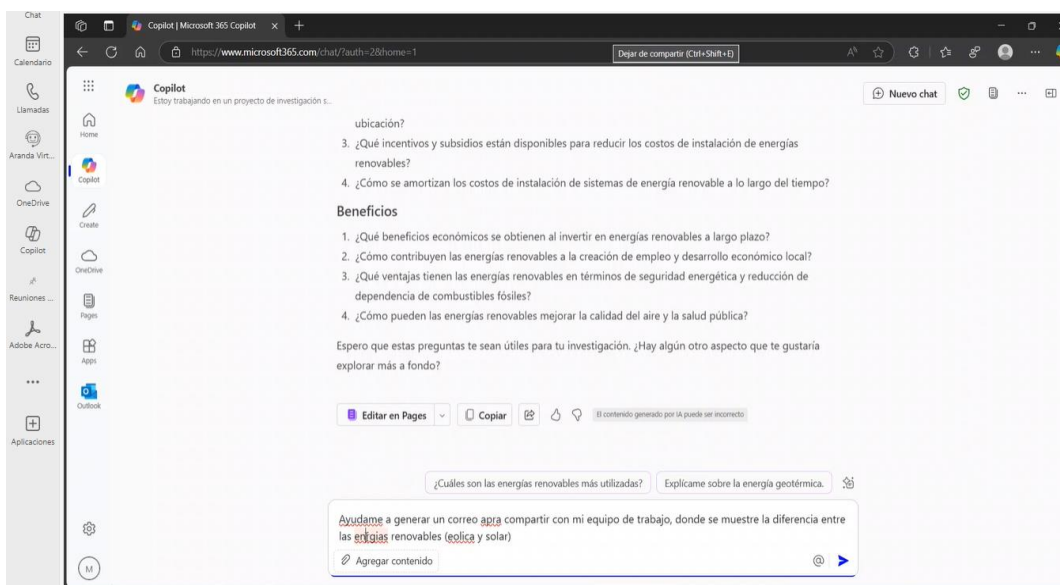 Chat
Calendario
Llamadas
Aranda Virt...
OneDrive
Copilot
Reuniones ...
Adobe Acro...
Aplicaciones
Copilot | Microsoft 365 Copilot
https://www.microsoft365.com/chat/?auth=2&home=1
Dejar de compartir (Ctrl+Shift+E)
Copilot
Estoy trabajando en un proyecto de investigación s...
Nuevo chat
Home
Copilot
Create
OneDrive
Pages
Apps
Outlook
M
ubicación?
3. ¿Qué incentivos y subsidios están disponibles para reducir los costos de instalación de energías
renovables?
4. ¿Cómo se amortizan los costos de instalación de sistemas de energía renovable a lo largo del tiempo?
Beneficios
1. ¿Qué beneficios económicos se obtienen al invertir en energías renovables a largo plazo?
2. ¿Cómo contribuyen las energías renovables a la creación de empleo y desarrollo económico local?
3. ¿Qué ventajas tienen las energías renovables en términos de seguridad energética y reducción de
dependencia de combustibles fósiles?
4. ¿Cómo pueden las energías renovables mejorar la calidad del aire y la salud pública?
Espero que estas preguntas te sean útiles para tu investigación. ¿Hay algún otro aspecto que te gustaría
explorar más a fondo?
Editar en Pages
Copiar
El contenido generado por IA puede ser incorrecto
¿Cuáles son las energías renovables más utilizadas?
Explícame sobre la energía geotérmica.
Ayudame a generar un correo apra compartir con mi equipo de trabajo, donde se muestre la diferencia entre
las enrgias renovables (eolica y solar)
Agregar contenido